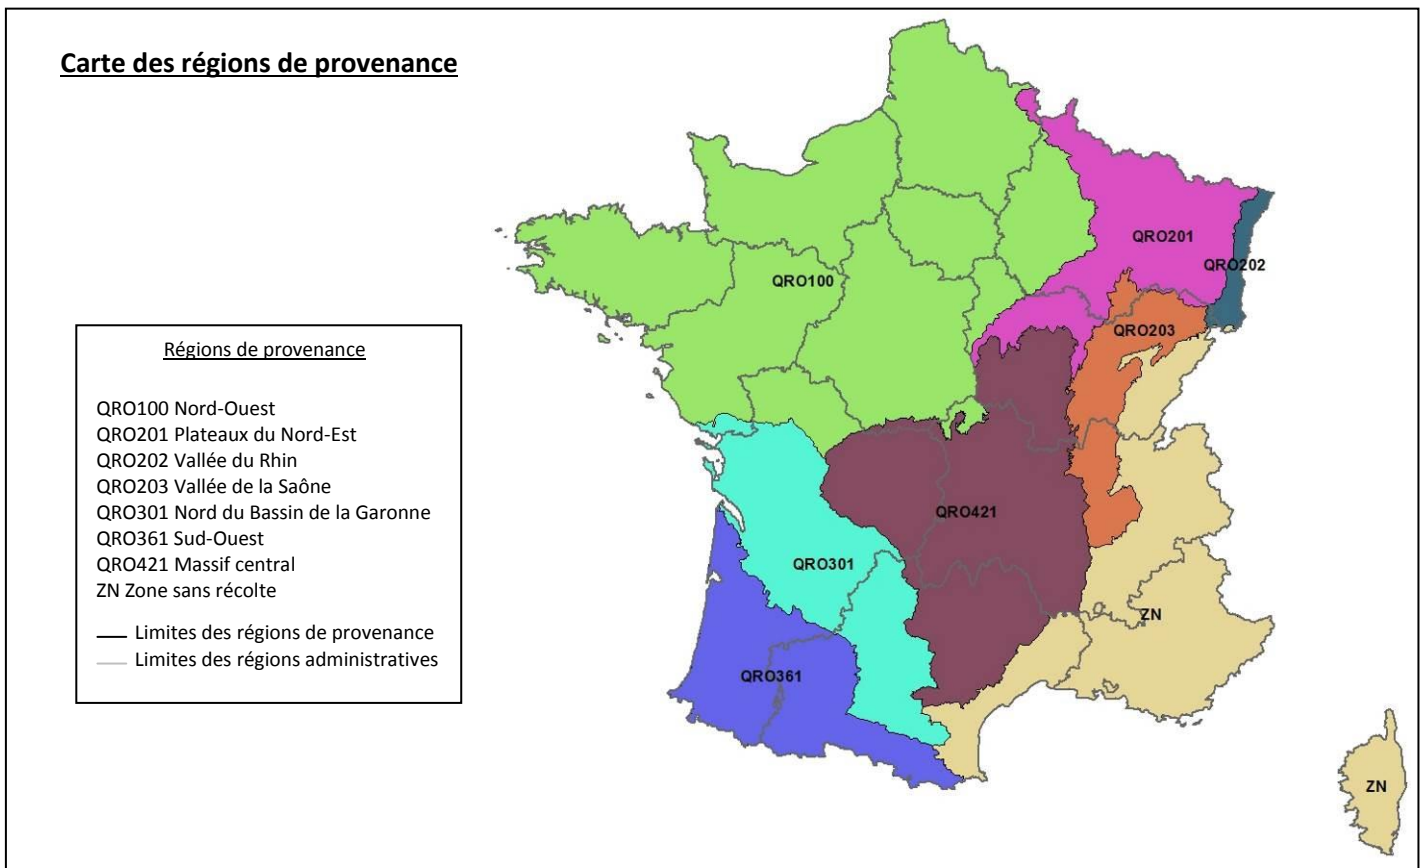 Carte des régions de provenance
QRO201
QRO202
QRO100
QRO203
Régions de provenance
QRO100 Nord-Ouest
QRO201 Plateaux du Nord-Est
QRO202 Vallée du Rhin
QRO203 Vallée de la Saône
QRO301 Nord du Bassin de la Garonne
QRO361 Sud-Ouest
QRO421 Massif central
ZN Zone sans récolte
Limites des régions de provenance
Limites des régions administratives
QRO421
QRO301
ZN
QRO361
ZN